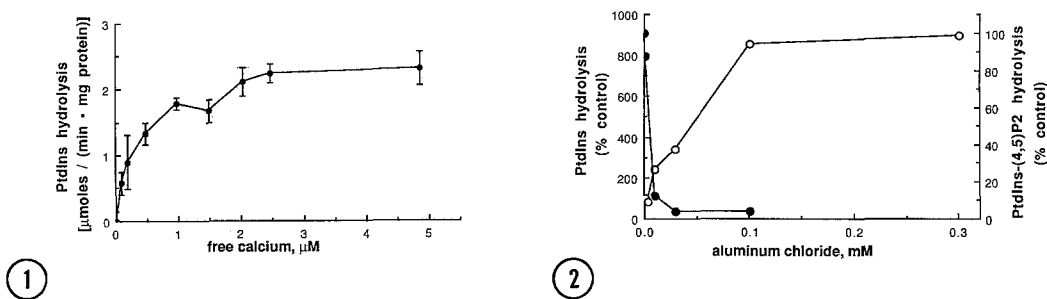 PtdIns hydrolysis
[µmoles / (min • mg protein)]
3
2
1
0
0 1 2 3 4 5
free calcium, µM
1
PtdIns hydrolysis
(% control)
1000
800
600
400
200
0
0.0 0.1 0.2 0.3
aluminum chloride, mM
100
80
60
40
20
0
PtdIns-(4,5)P2 hydrolysis
(% control)
2